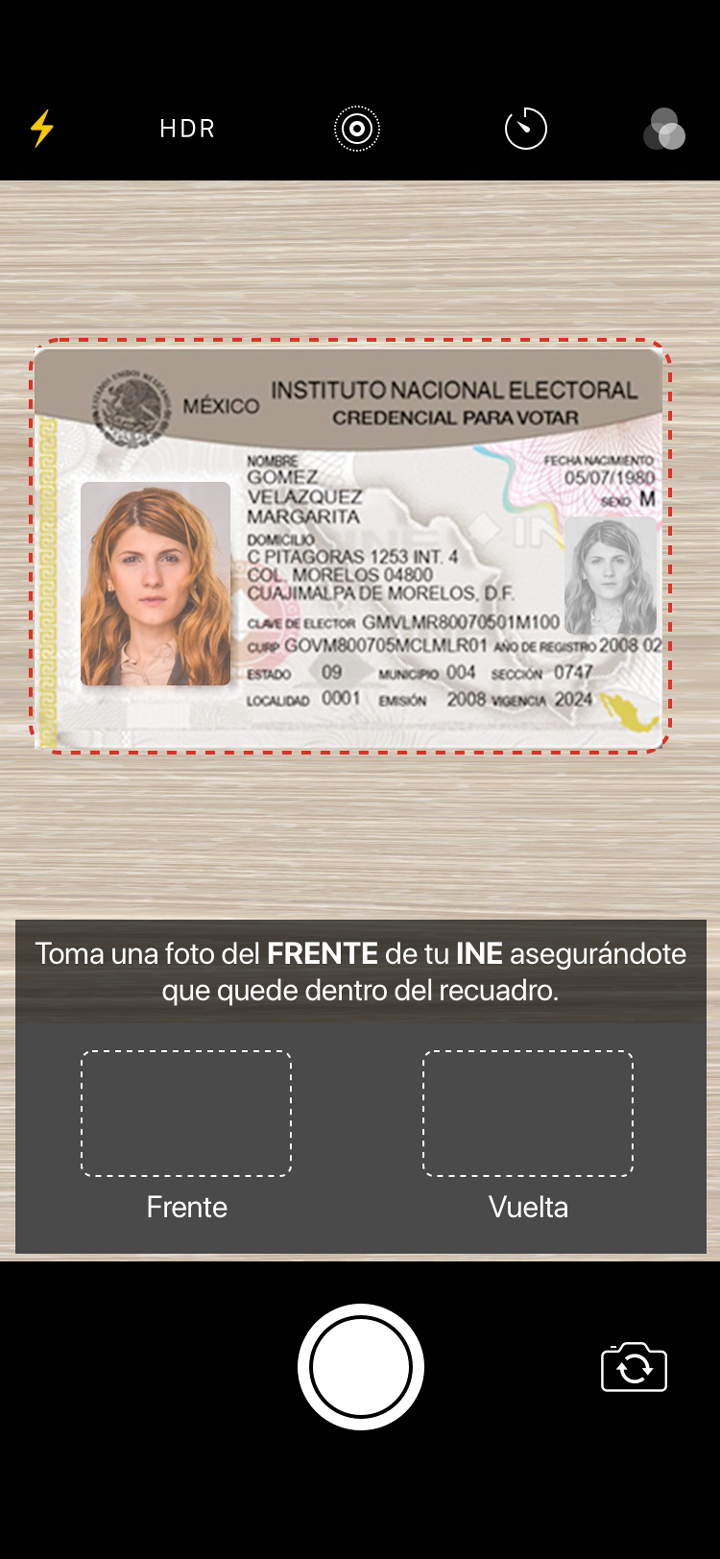 HDR
MÉXICO
INSTITUTO NACIONAL ELECTORAL
CREDENCIAL PARA VOTAR
NOMBRE
GOMEZ
VELAZQUEZ
MARGARITA
FECHA NACIMIENTO
05/07/1980
SEXO M
DOMICILIO
C PITAGORAS 1253 INT. 4
COL. MORELOS 04800
CUAJIMALPA DE MORELOS, D.F.
CLAVE DE ELECTOR GMVLMR80070501M100
CURP GOVM800705MCLMLR01 AÑO DE REGISTRO 2008 02
ESTADO 09 MUNICIPIO 004 SECCIÓN 0747
LOCALIDAD 0001 EMISIÓN 2008 VIGENCIA 2024
Toma una foto del FRENTE de tu INE asegurándote
que quede dentro del recuadro.
Frente
Vuelta